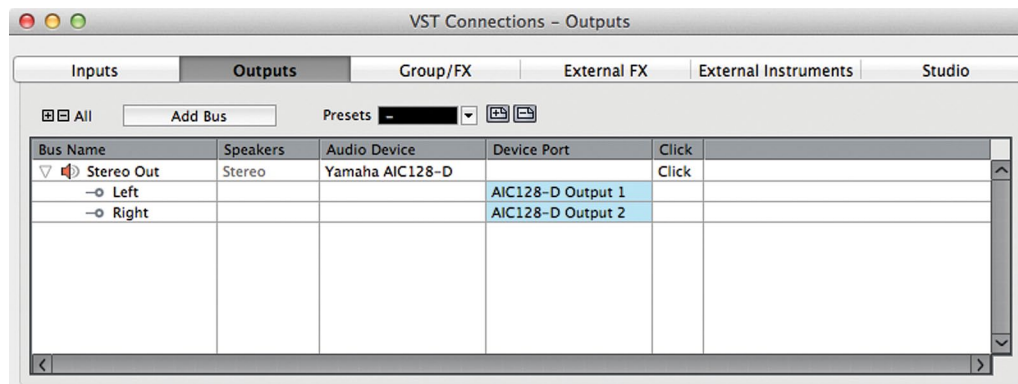 VST Connections – Outputs
Inputs Outputs Group/FX External FX External Instruments Studio
All Add Bus Presets –
Bus Name Speakers Audio Device Device Port Click
Stereo Out Stereo Yamaha AIC128-D Click
Left AIC128-D Output 1
Right AIC128-D Output 2